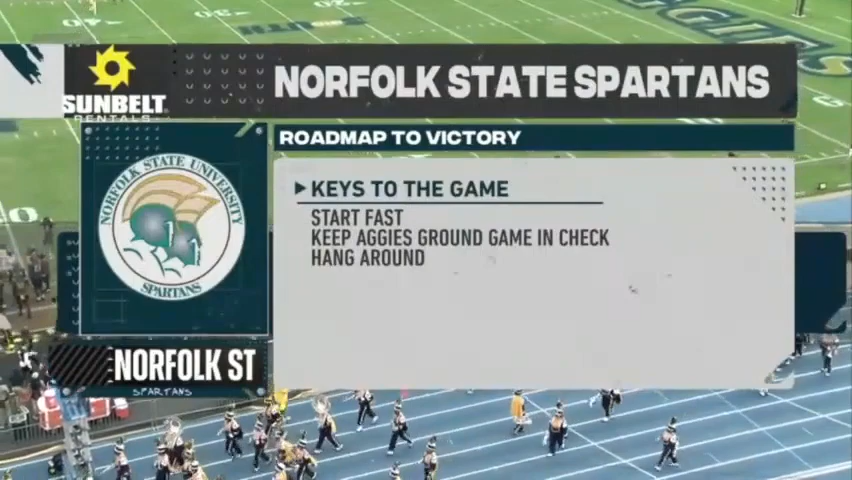 SUNBELT
RENTALS
NORFOLK STATE SPARTANS
ROADMAP TO VICTORY
NORFOLK STATE UNIVERSITY
SPARTANS
KEYS TO THE GAME
START FAST
KEEP AGGIES GROUND GAME IN CHECK
HANG AROUND
NORFOLK ST
SPARTANS